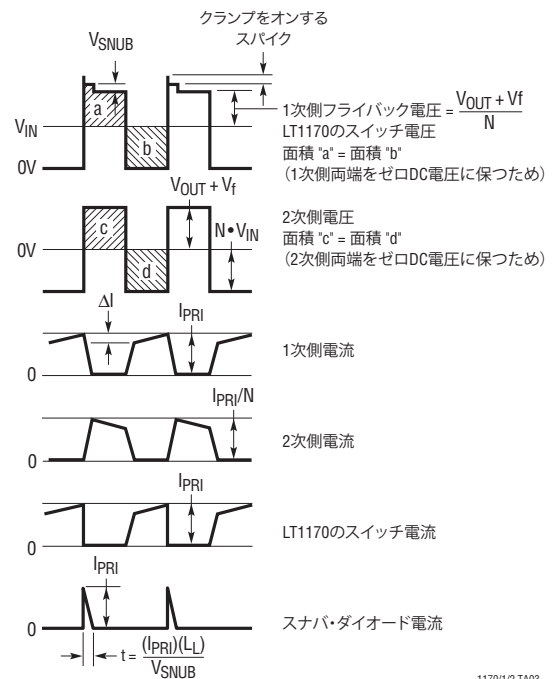 クランプをオンする
スパイク
VSNUB
a
VIN
b
0V
1次側フライバック電圧 = VOUT + Vf
N
LT1170のスイッチ電圧
面積 "a" = 面積 "b"
(1次側両端をゼロDC電圧に保つため)
VOUT + Vf
c
N•VIN
0V
d
2次側電圧
面積 "c" = 面積 "d"
(2次側両端をゼロDC電圧に保つため)
ΔI
IPRI
0
1次側電流
IPRI/N
0
2次側電流
IPRI
0
LT1170のスイッチ電流
IPRI
0
スナバ・ダイオード電流
t = (IPRI)(LL)
VSNUB
1170/1/2 TA03